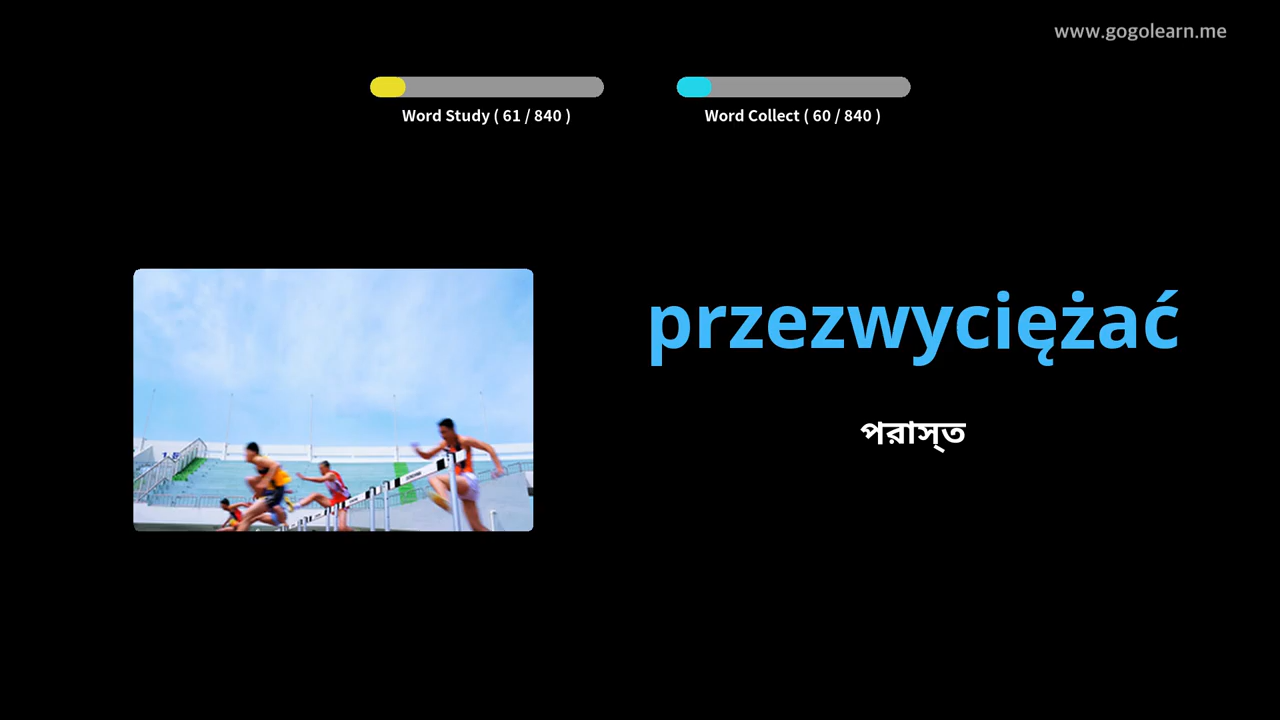 www.gogolearn.me
Word Study ( 61 / 840 )
Word Collect ( 60 / 840 )
przezwyciężać
পরাস্ত